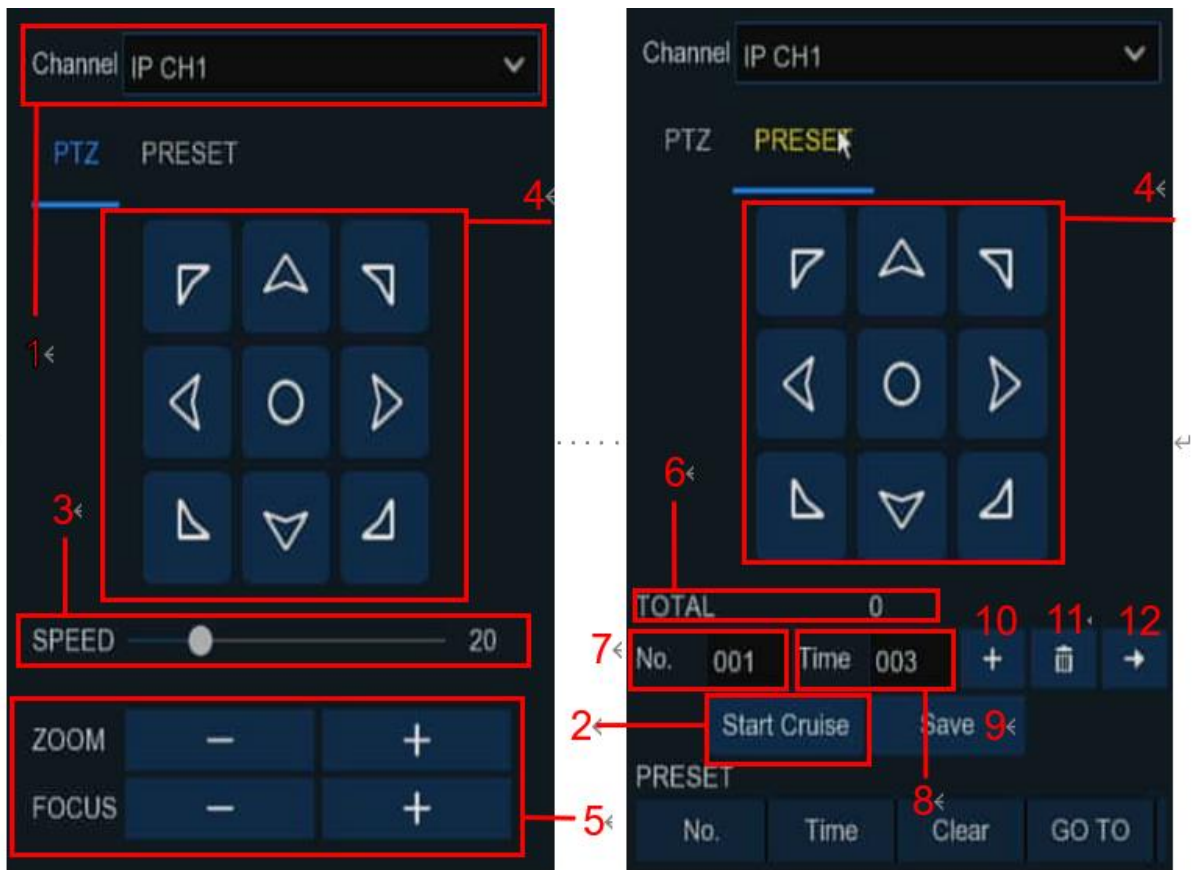 Channel IP CH1
PTZ PRESET
4
1
3
SPEED 20
ZOOM − +
FOCUS − +
5
Channel IP CH1
PTZ PRESET
4
6
TOTAL 0
10 11 12
7 No. 001 Time 003 +
2 Start Cruise Save 9
PRESET
8
No. Time Clear GO TO